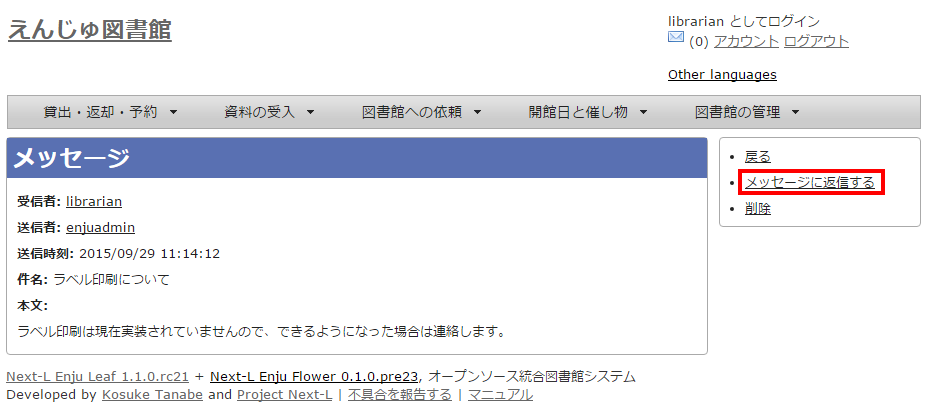 えんじゅ図書館
librarian としてログイン
(0) アカウント ログアウト
Other languages
貸出・返却・予約 資料の受入 図書館への依頼 開館日と催し物 図書館の管理
メッセージ
受信者: librarian
送信者: enjuadmin
送信時刻: 2015/09/29 11:14:12
件名: ラベル印刷について
本文:
ラベル印刷は現在実装されていませんので、できるようになった場合は連絡します。
戻る
メッセージに返信する
削除
Next-L Enju Leaf 1.1.0.rc21 + Next-L Enju Flower 0.1.0.pre23, オープンソース統合図書館システム
Developed by Kosuke Tanabe and Project Next-L | 不具合を報告する | マニュアル